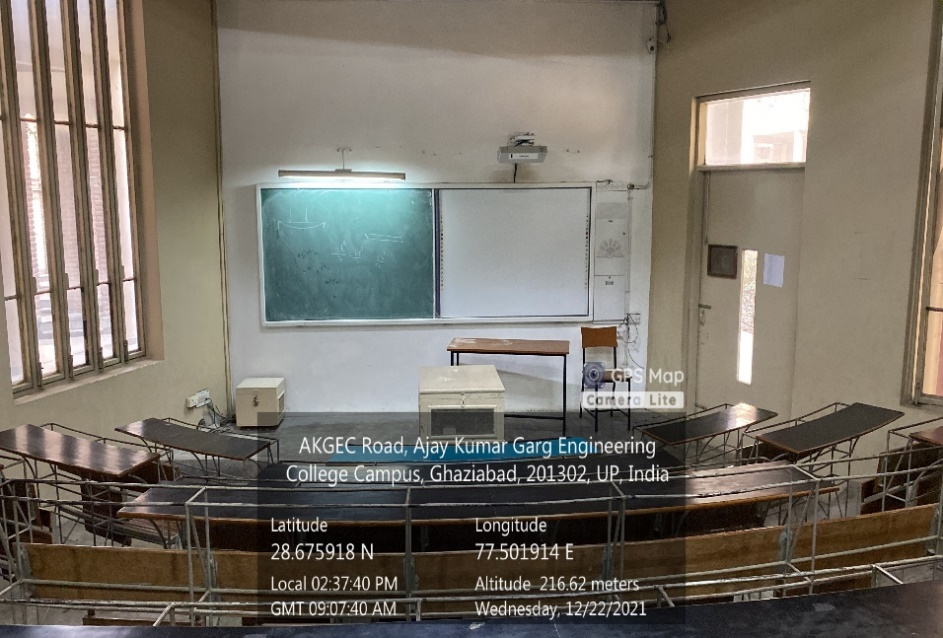 GPS Map
Camera Lite
AKGEC Road, Ajay Kumar Garg Engineering
College Campus, Ghaziabad, 201302, UP, India
Latitude
Longitude
28.675918 N
77.501914 E
Local 02:37:40 PM
Altitude 216.62 meters
GMT 09:07:40 AM
Wednesday, 12/22/2021